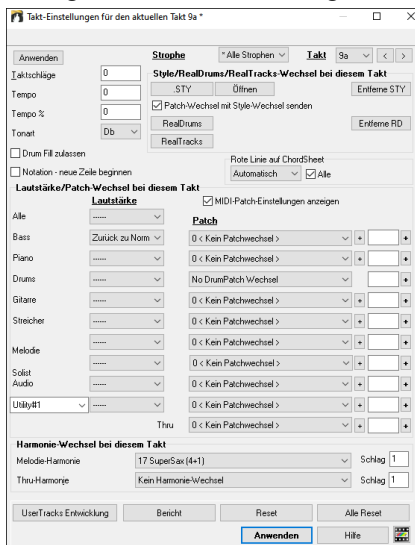 Takt-Einstellungen für den aktuellen Takt 9a *
Anwenden
Strophe
* Alle Strophen
Takt
9a
<
>
Taktschläge
0
Tempo
0
Tempo %
0
Tonart
Db
Style/RealDrums/RealTracks-Wechsel bei diesem Takt
.STY
Öffnen
Entferne STY
Patch-Wechsel mit Style-Wechsel senden
RealDrums
Entferne RD
RealTracks
Drum Fill zulassen
Notation - neue Zeile beginnen
Rote Linie auf ChordSheet
Automatisch
Alle
Lautstärke/Patch-Wechsel bei diesem Takt
Lautstärke
MIDI-Patch-Einstellungen anzeigen
Patch
Alle
------
Bass
Zurück zu Norm
0 < Kein Patchwechsel >
+
+
Piano
------
0 < Kein Patchwechsel >
+
+
Drums
------
No DrumPatch Wechsel
+
Gitarre
------
0 < Kein Patchwechsel >
+
+
Streicher
------
0 < Kein Patchwechsel >
+
+
Melodie
------
0 < Kein Patchwechsel >
+
+
Solist
Audio
------
0 < Kein Patchwechsel >
+
+
Utility#1
------
0 < Kein Patchwechsel >
+
+
Thru
0 < Kein Patchwechsel >
+
+
Harmonie-Wechsel bei diesem Takt
Melodie-Harmonie
17 SuperSax (4+1)
Schlag
1
Thru-Harmonje
Kein Harmonie-Wechsel
Schlag
1
UserTracks Entwicklung
Bericht
Reset
Alle Reset
Anwenden
Hilfe